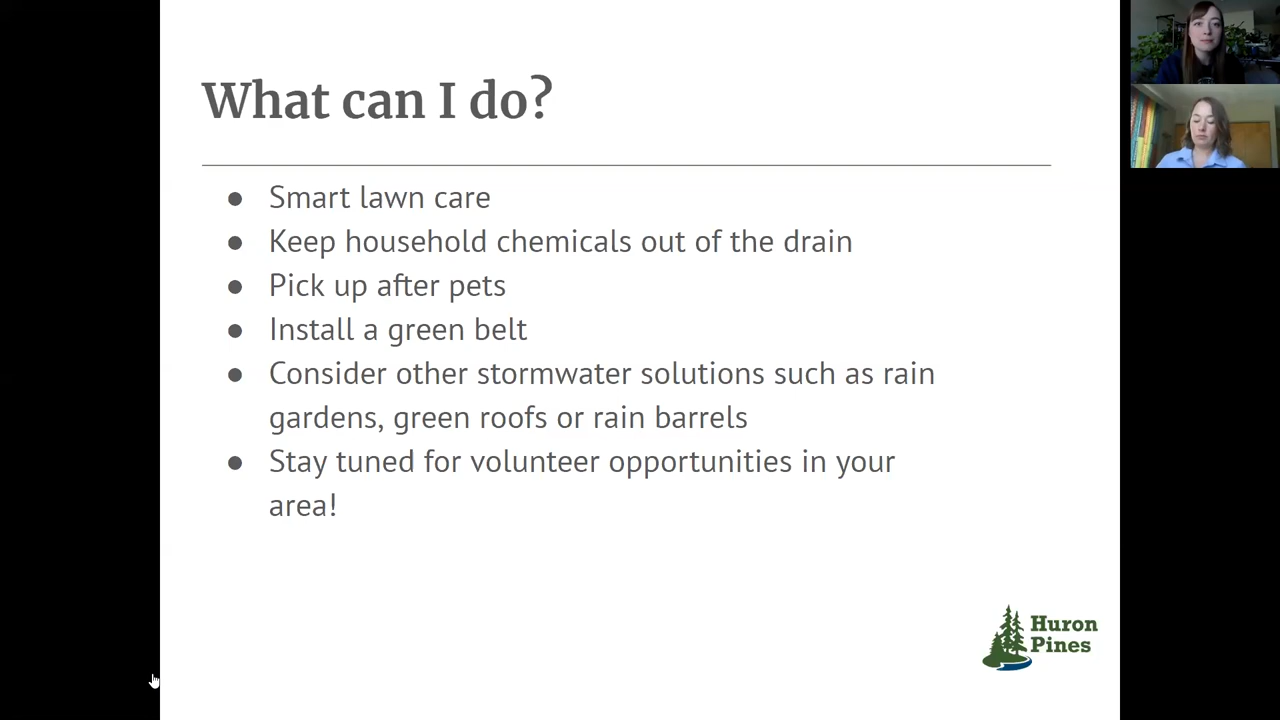 What can I do?
● Smart lawn care
● Keep household chemicals out of the drain
● Pick up after pets
● Install a green belt
● Consider other stormwater solutions such as rain
gardens, green roofs or rain barrels
● Stay tuned for volunteer opportunities in your
area!
Huron
Pines